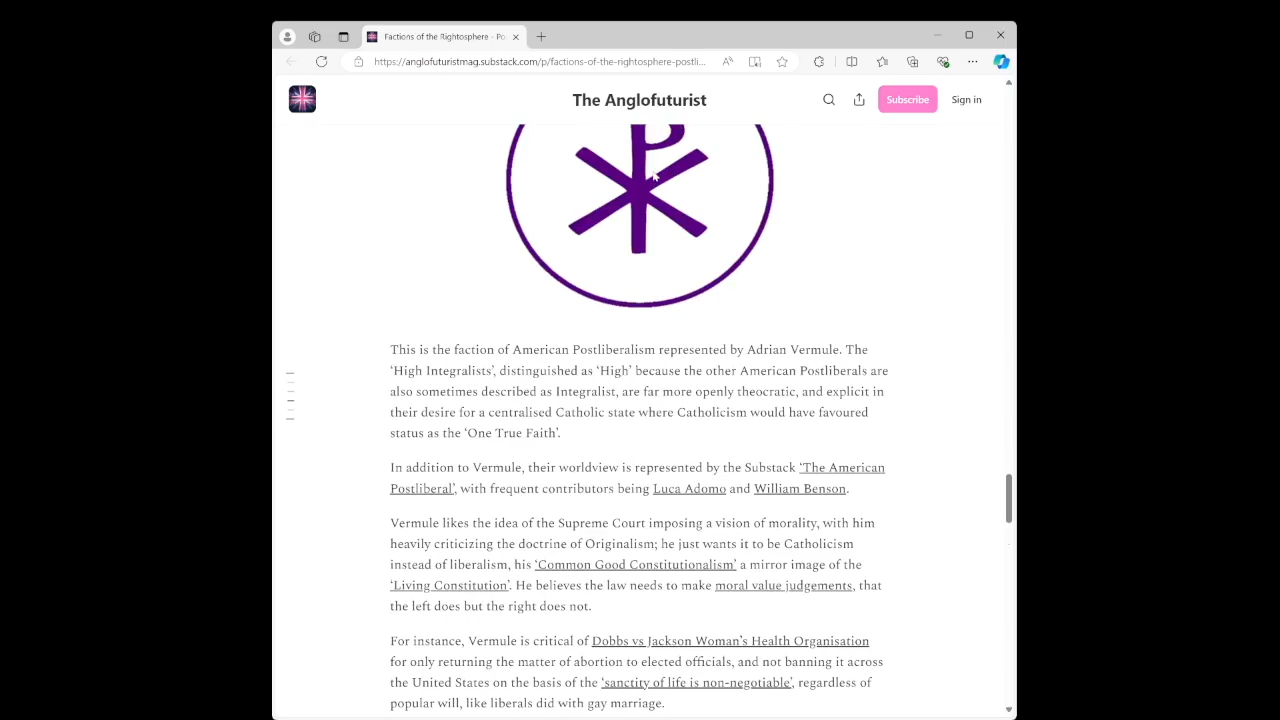 Factions of the Rightosphere - Po
https://anglofuturistmag.substack.com/p/factions-of-the-rightosphere-postli...
The Anglofuturist
Subscribe
Sign in
This is the faction of American Postliberalism represented by Adrian Vermule. The
‘High Integralists’, distinguished as ‘High’ because the other American Postliberals are
also sometimes described as Integralist, are far more openly theocratic, and explicit in
their desire for a centralised Catholic state where Catholicism would have favoured
status as the ‘One True Faith’.
In addition to Vermule, their worldview is represented by the Substack ‘The American
Postliberal’, with frequent contributors being Luca Adomo and William Benson.
Vermule likes the idea of the Supreme Court imposing a vision of morality, with him
heavily criticizing the doctrine of Originalism; he just wants it to be Catholicism
instead of liberalism, his ‘Common Good Constitutionalism’ a mirror image of the
‘Living Constitution’. He believes the law needs to make moral value judgements, that
the left does but the right does not.
For instance, Vermule is critical of Dobbs vs Jackson Woman’s Health Organisation
for only returning the matter of abortion to elected officials, and not banning it across
the United States on the basis of the ‘sanctity of life is non-negotiable’, regardless of
popular will, like liberals did with gay marriage.